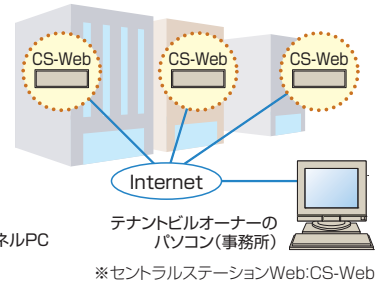 CS-Web CS-Web CS-Web
Internet
テナントビルオーナーの
パソコン(事務所)
ネルPC
※セントラルステーションWeb:CS-Web